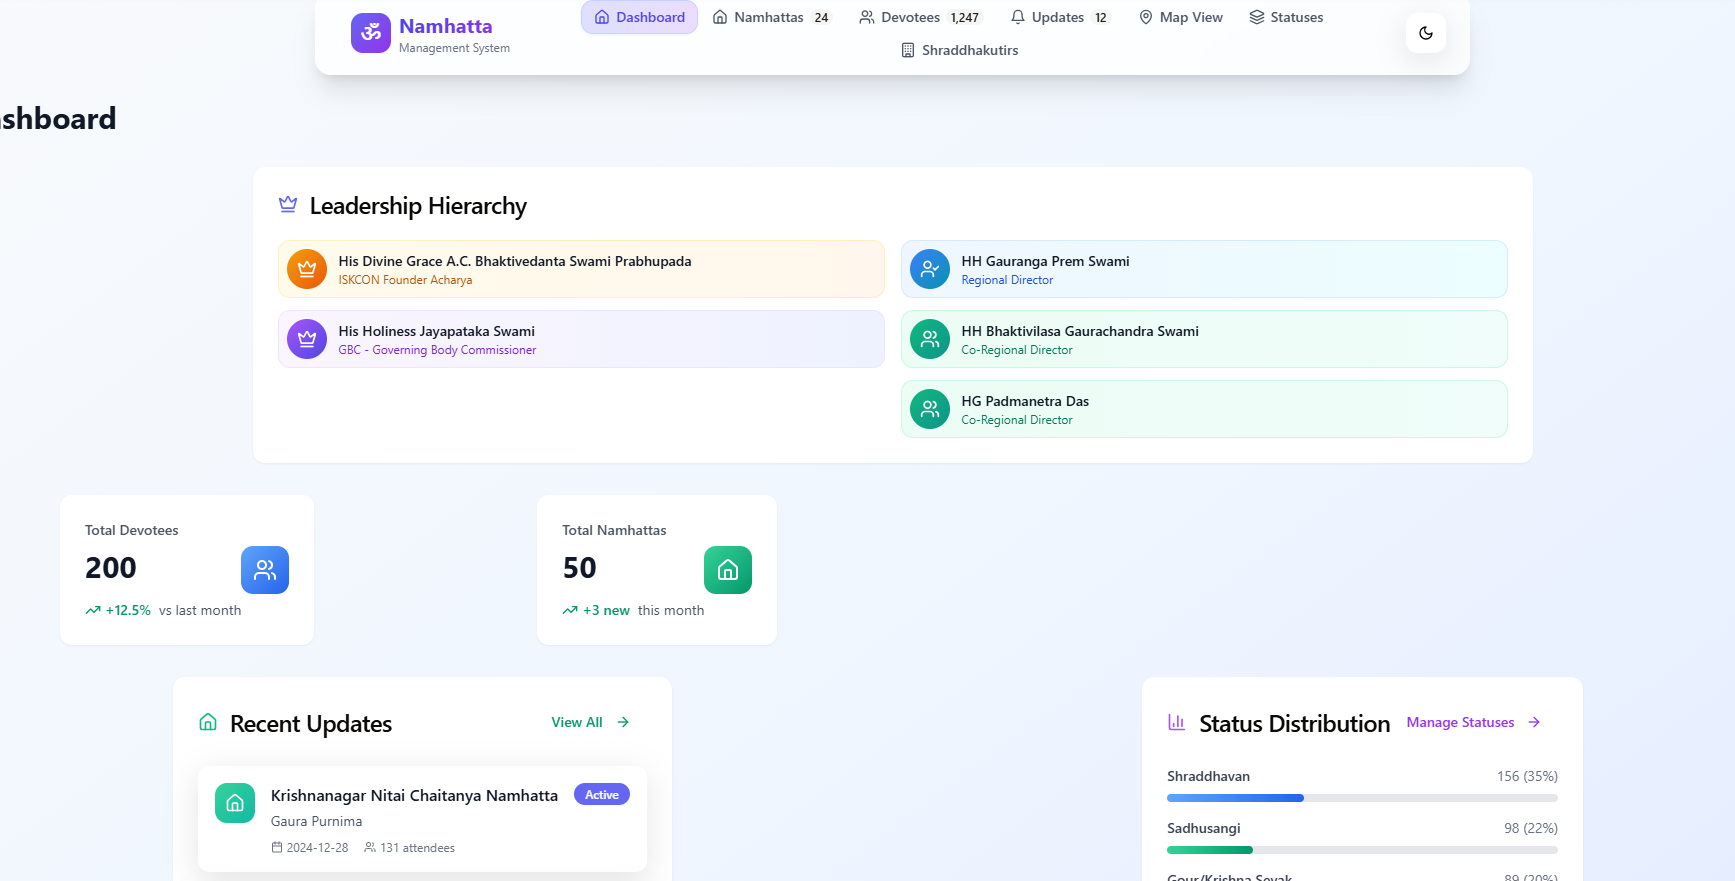 ॐ
Namhatta
Management System
Dashboard
Namhattas 24
Devotees 1,247
Updates 12
Map View
Statuses
Shraddhakutirs
shboard
Leadership Hierarchy
His Divine Grace A.C. Bhaktivedanta Swami Prabhupada
ISKCON Founder Acharya
His Holiness Jayapataka Swami
GBC - Governing Body Commissioner
HH Gauranga Prem Swami
Regional Director
HH Bhaktivilasa Gaurachandra Swami
Co-Regional Director
HG Padmanetra Das
Co-Regional Director
Total Devotees
200
+12.5% vs last month
Total Namhattas
50
+3 new this month
Recent Updates
View All
Krishnanagar Nitai Chaitanya Namhatta
Active
Gaura Purnima
2024-12-28
131 attendees
Status Distribution
Manage Statuses
Shraddhavan 156 (35%)
Sadhusangi 98 (22%)
Gour/Krishna Sevak 89 (20%)